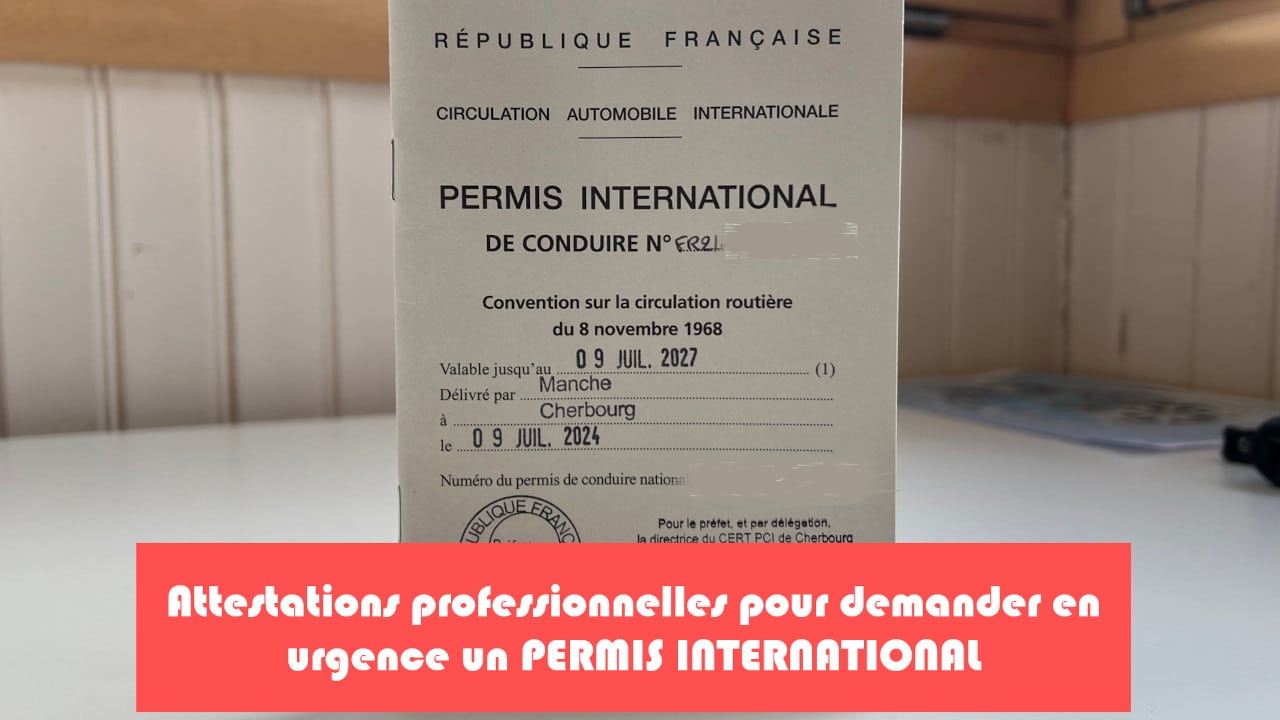 RÉPUBLIQUE FRANÇAISE
CIRCULATION AUTOMOBILE INTERNATIONALE
PERMIS INTERNATIONAL
DE CONDUIRE N° FR2L
Convention sur la circulation routière
du 8 novembre 1968
Valable jusqu'au 09 JUIL. 2027 (1)
Délivré par Manche
à Cherbourg
le 09 JUIL. 2024
Numéro du permis de conduire national
Pour le préfet, et par délégation,
la directrice du CERT PCI de Cherbourg
Attestations professionnelles pour demander en
urgence un PERMIS INTERNATIONAL